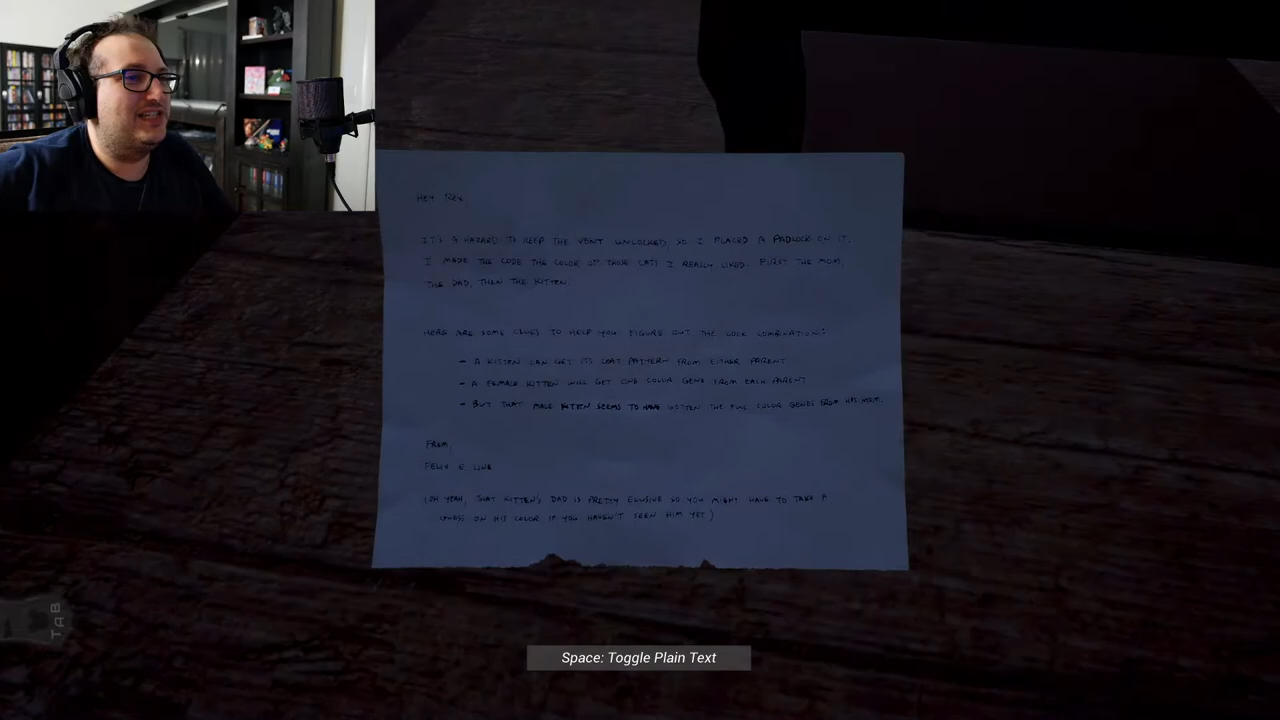 HEY REX
IT'S A HAZARD TO KEEP THE VENT UNLOCKED, SO I PLACED A PADLOCK ON IT.
I MADE THE CODE THE COLOR OF THOSE CATS I REALLY LIKED. FIRST THE MOM,
THE DAD, THEN THE KITTEN.
HERE ARE SOME CLUES TO HELP YOU FIGURE OUT THE LOCK COMBINATION:
- A KITTEN CAN GET ITS COAT PATTERN FROM EITHER PARENT
- A FEMALE KITTEN WILL GET ONE COLOR GENE FROM EACH PARENT
- BUT THAT MALE KITTEN SEEMS TO HAVE GOTTEN THE FULL COLOR GENES FROM HIS MOM.
FROM,
FELIX E. LINE
(OH YEAH, THAT KITTEN'S DAD IS PRETTY ELUSIVE SO YOU MIGHT HAVE TO TAKE A
GUESS ON HIS COLOR IF YOU HAVEN'T SEEN HIM YET)
TAB
Space: Toggle Plain Text